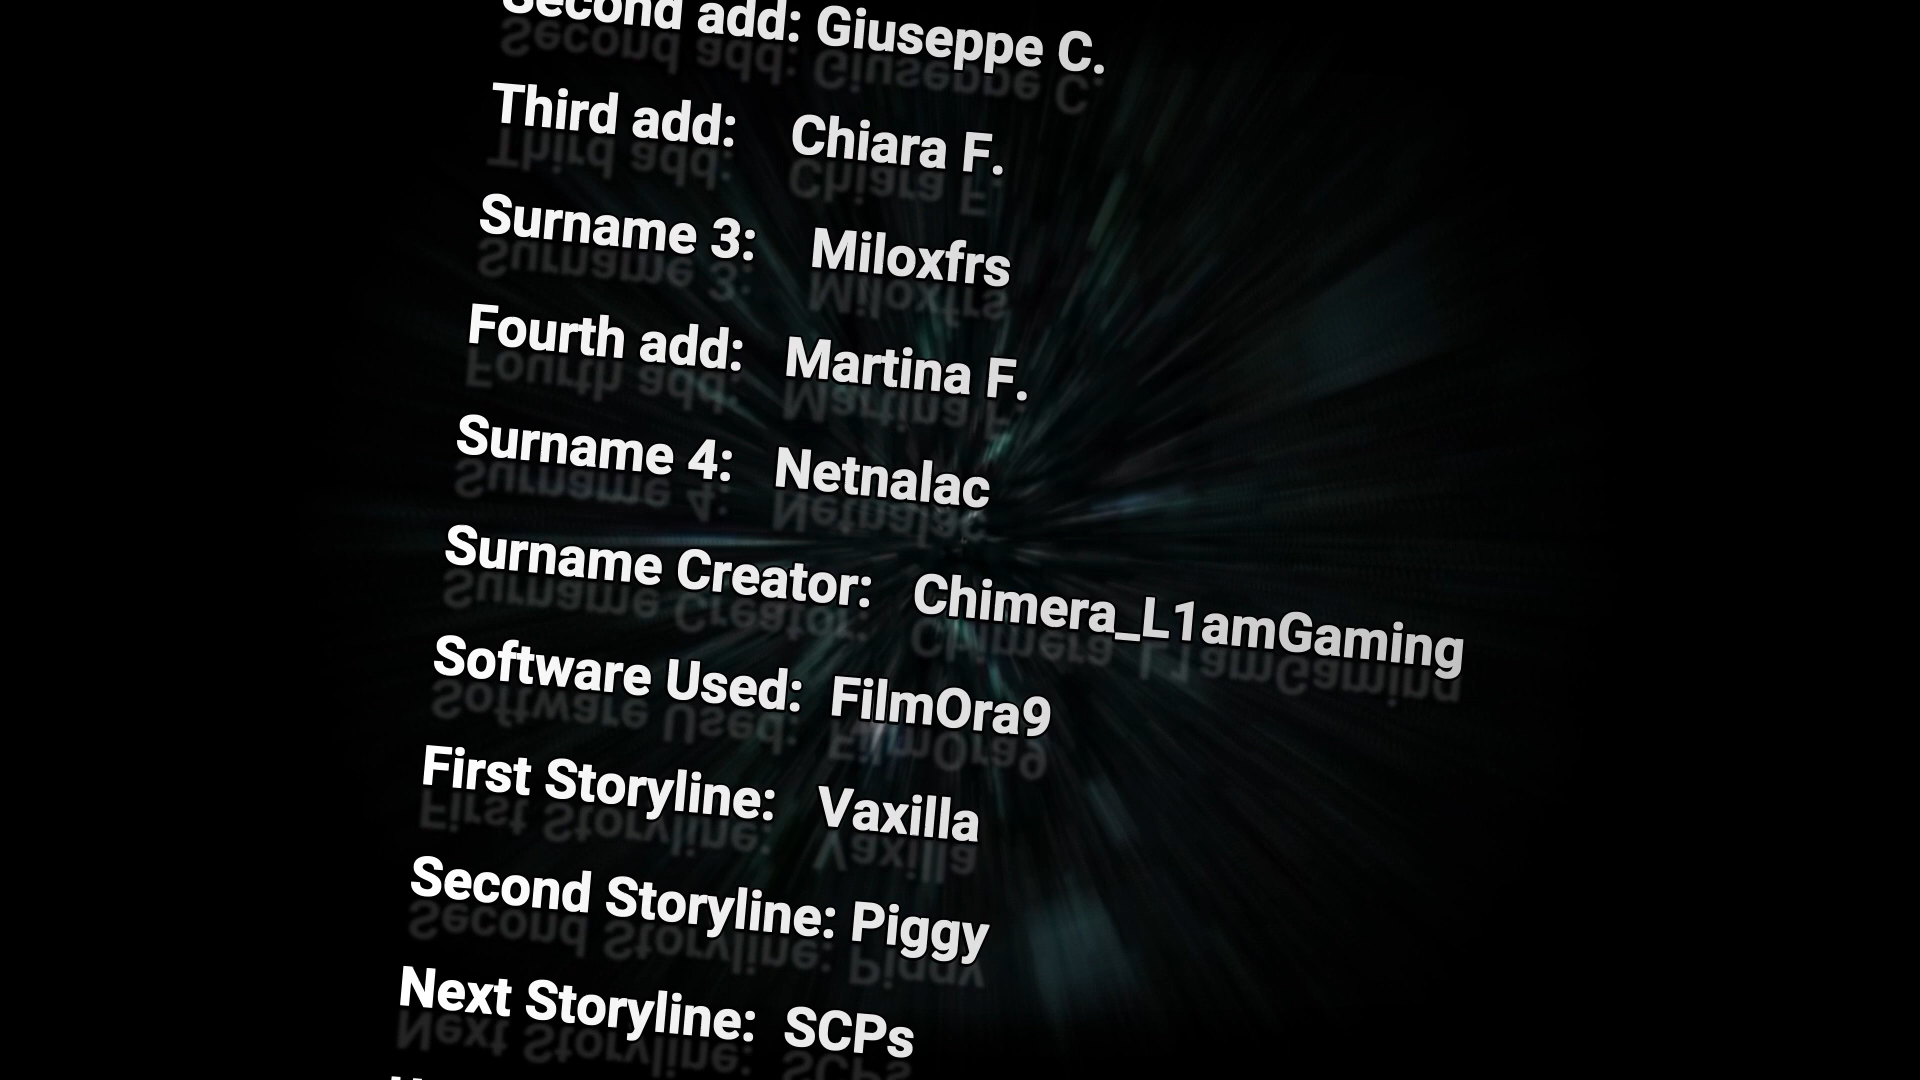 Second add: Giuseppe C.
Third add: Chiara F.
Surname 3: Miloxfrs
Fourth add: Martina F.
Surname 4: Netnalac
Surname Creator: Chimera_L1amGaming
Software Used: FilmOra9
First Storyline: Vaxilla
Second Storyline: Piggy
Next Storyline: SCPs